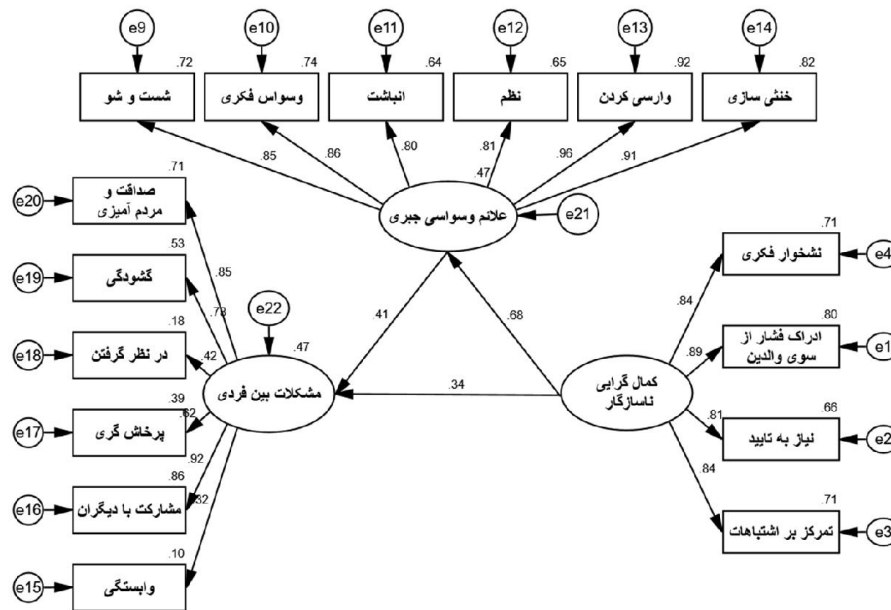 e9 e10 e11 e12 e13 e14
.72 .74 .64 .65 .92 .82
شست و شو
وسواس فکری
انباشت
نظم
وارسی کردن
خنثی سازی
.85 .86 .80 .81 .96 .91
.47
علائم وسواسی جبری
e21
.71
صداقت و
مردم آمیزی
e20
.53
گشودگی
e19
.18
در نظر گرفتن
e18
.39
پرخاش گری
e17
.86
مشارکت با دیگران
e16
.10
وابستگی
e15
.85
.73
.42
.62
.92
.32
e22
.47
مشکلات بین فردی
.41
.68
.34
کمال گرایی
ناسازگار
.84
.89
.81
.84
.71
نشخوار فکری
e4
.80
ادراک فشار از
سوی والدین
e1
.66
نیاز به تایید
e2
.71
تمرکز بر اشتباهات
e3